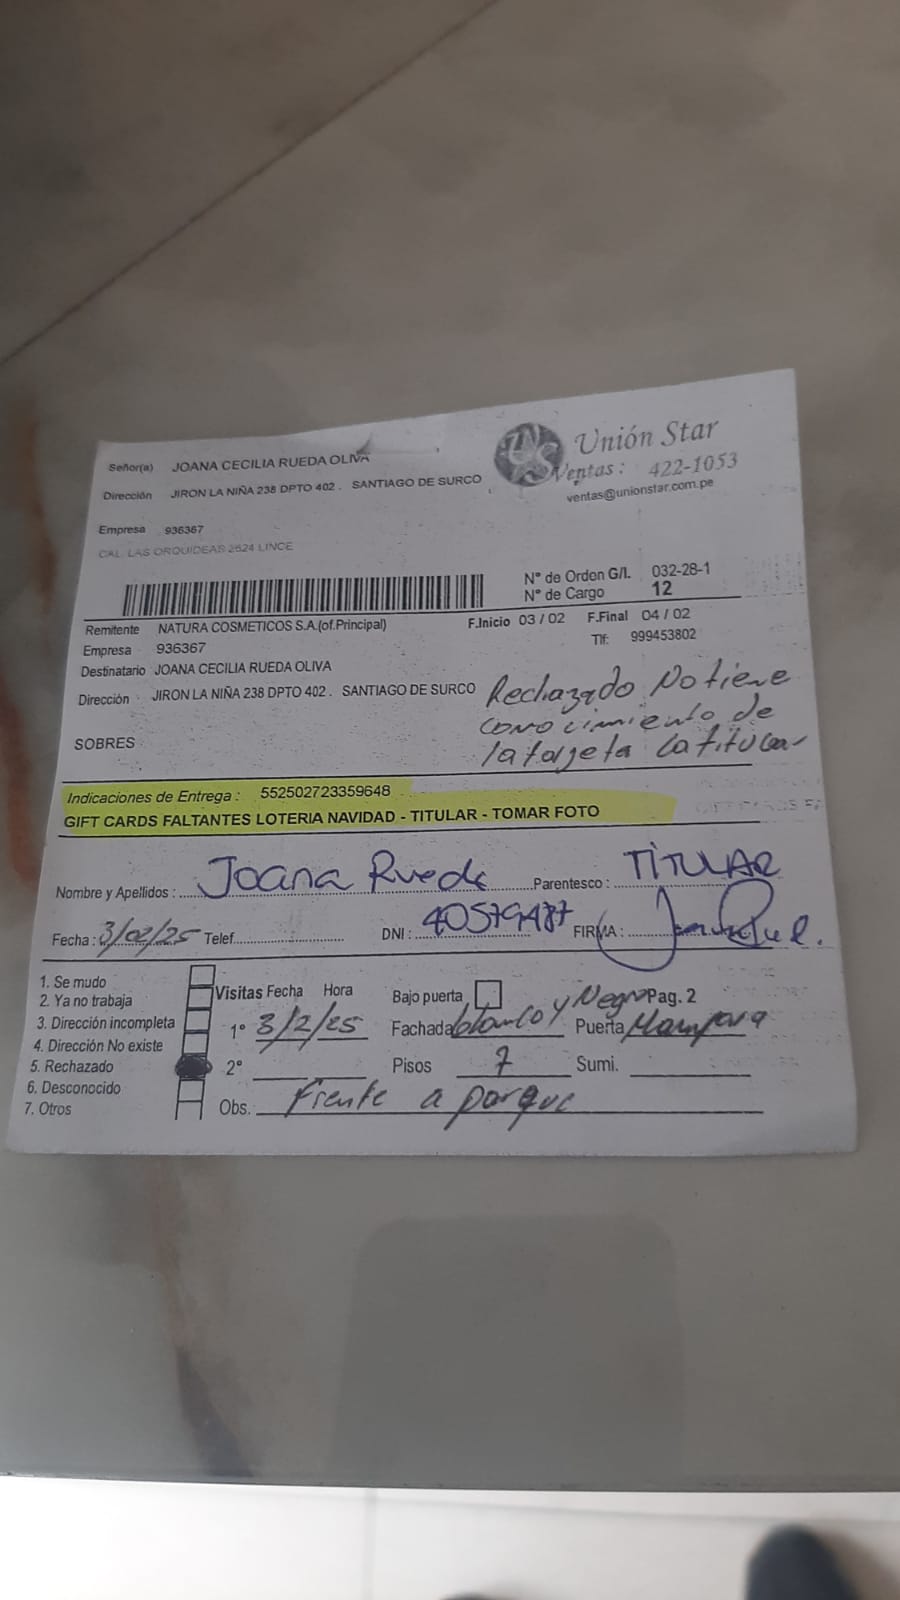 Señor(a) JOANA CECILIA RUEDA OLIVA
Dirección JIRON LA NIÑA 238 DPTO 402 . SANTIAGO DE SURCO
Unión Star
Ventas: 422-1053
ventas@unionstar.com.pe
Empresa 936367
CAL. LAS ORQUIDEAS 2624 LINCE
N° de Orden G/I. 032-28-1
N° de Cargo 12
Remitente NATURA COSMETICOS S.A.(of.Principal)
F.Inicio 03 / 02 F.Final 04 / 02
Empresa 936367
Tlf: 999453802
Destinatario JOANA CECILIA RUEDA OLIVA
Dirección JIRON LA NIÑA 238 DPTO 402 . SANTIAGO DE SURCO
Rechazado No tiene
conocimiento de
la tarjeta la titular
SOBRES
Indicaciones de Entrega : 552502723359648
GIFT CARDS FALTANTES LOTERIA NAVIDAD - TITULAR - TOMAR FOTO
Nombre y Apellidos : Joana Rueda Parentesco : TITULAR
Fecha : 3/02/25 Telef. DNI : 40579487 FIRMA :
1. Se mudo
2. Ya no trabaja
3. Dirección incompleta
4. Dirección No existe
5. Rechazado
6. Desconocido
7. Otros
Visitas Fecha Hora
1° 3/2/25
2°
Bajo puerta Pag. 2
Fachada blanco y Negro Puerta Mampara
Pisos 7 Sumi.
Obs. Frente a parque